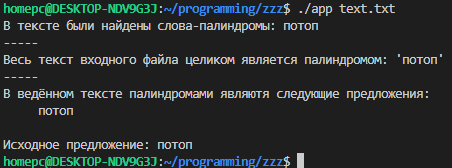 homepc@DESKTOP-NDV9G3J:~/programming/zzz$ ./app text.txt
В тексте были найдены слова-палиндромы: потоп
-----
Весь текст входного файла целиком является палиндромом: 'потоп'
-----
В ведённом тексте палиндромами являютя следующие предложения:
потоп
Исходное предложение: потоп
homepc@DESKTOP-NDV9G3J:~/programming/zzz$